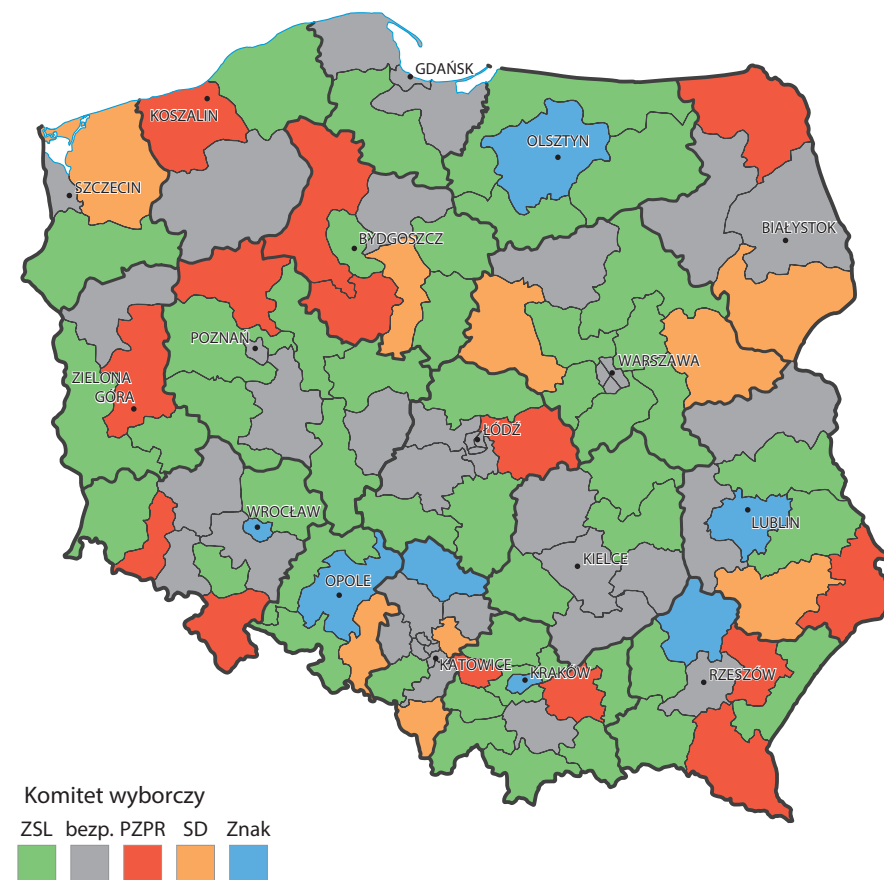 GDAŃSK
KOSZALIN
OLSZTYN
SZCZECIN
BIAŁYSTOK
BYDGOSZCZ
POZNAŃ
WARSZAWA
ZIELONA
GÓRA
ŁÓDŹ
WROCŁAW
LUBLIN
KIELCE
OPOLE
KATOWICE
KRAKÓW
RZESZÓW
Komitet wyborczy
ZSL bezp. PZPR SD Znak